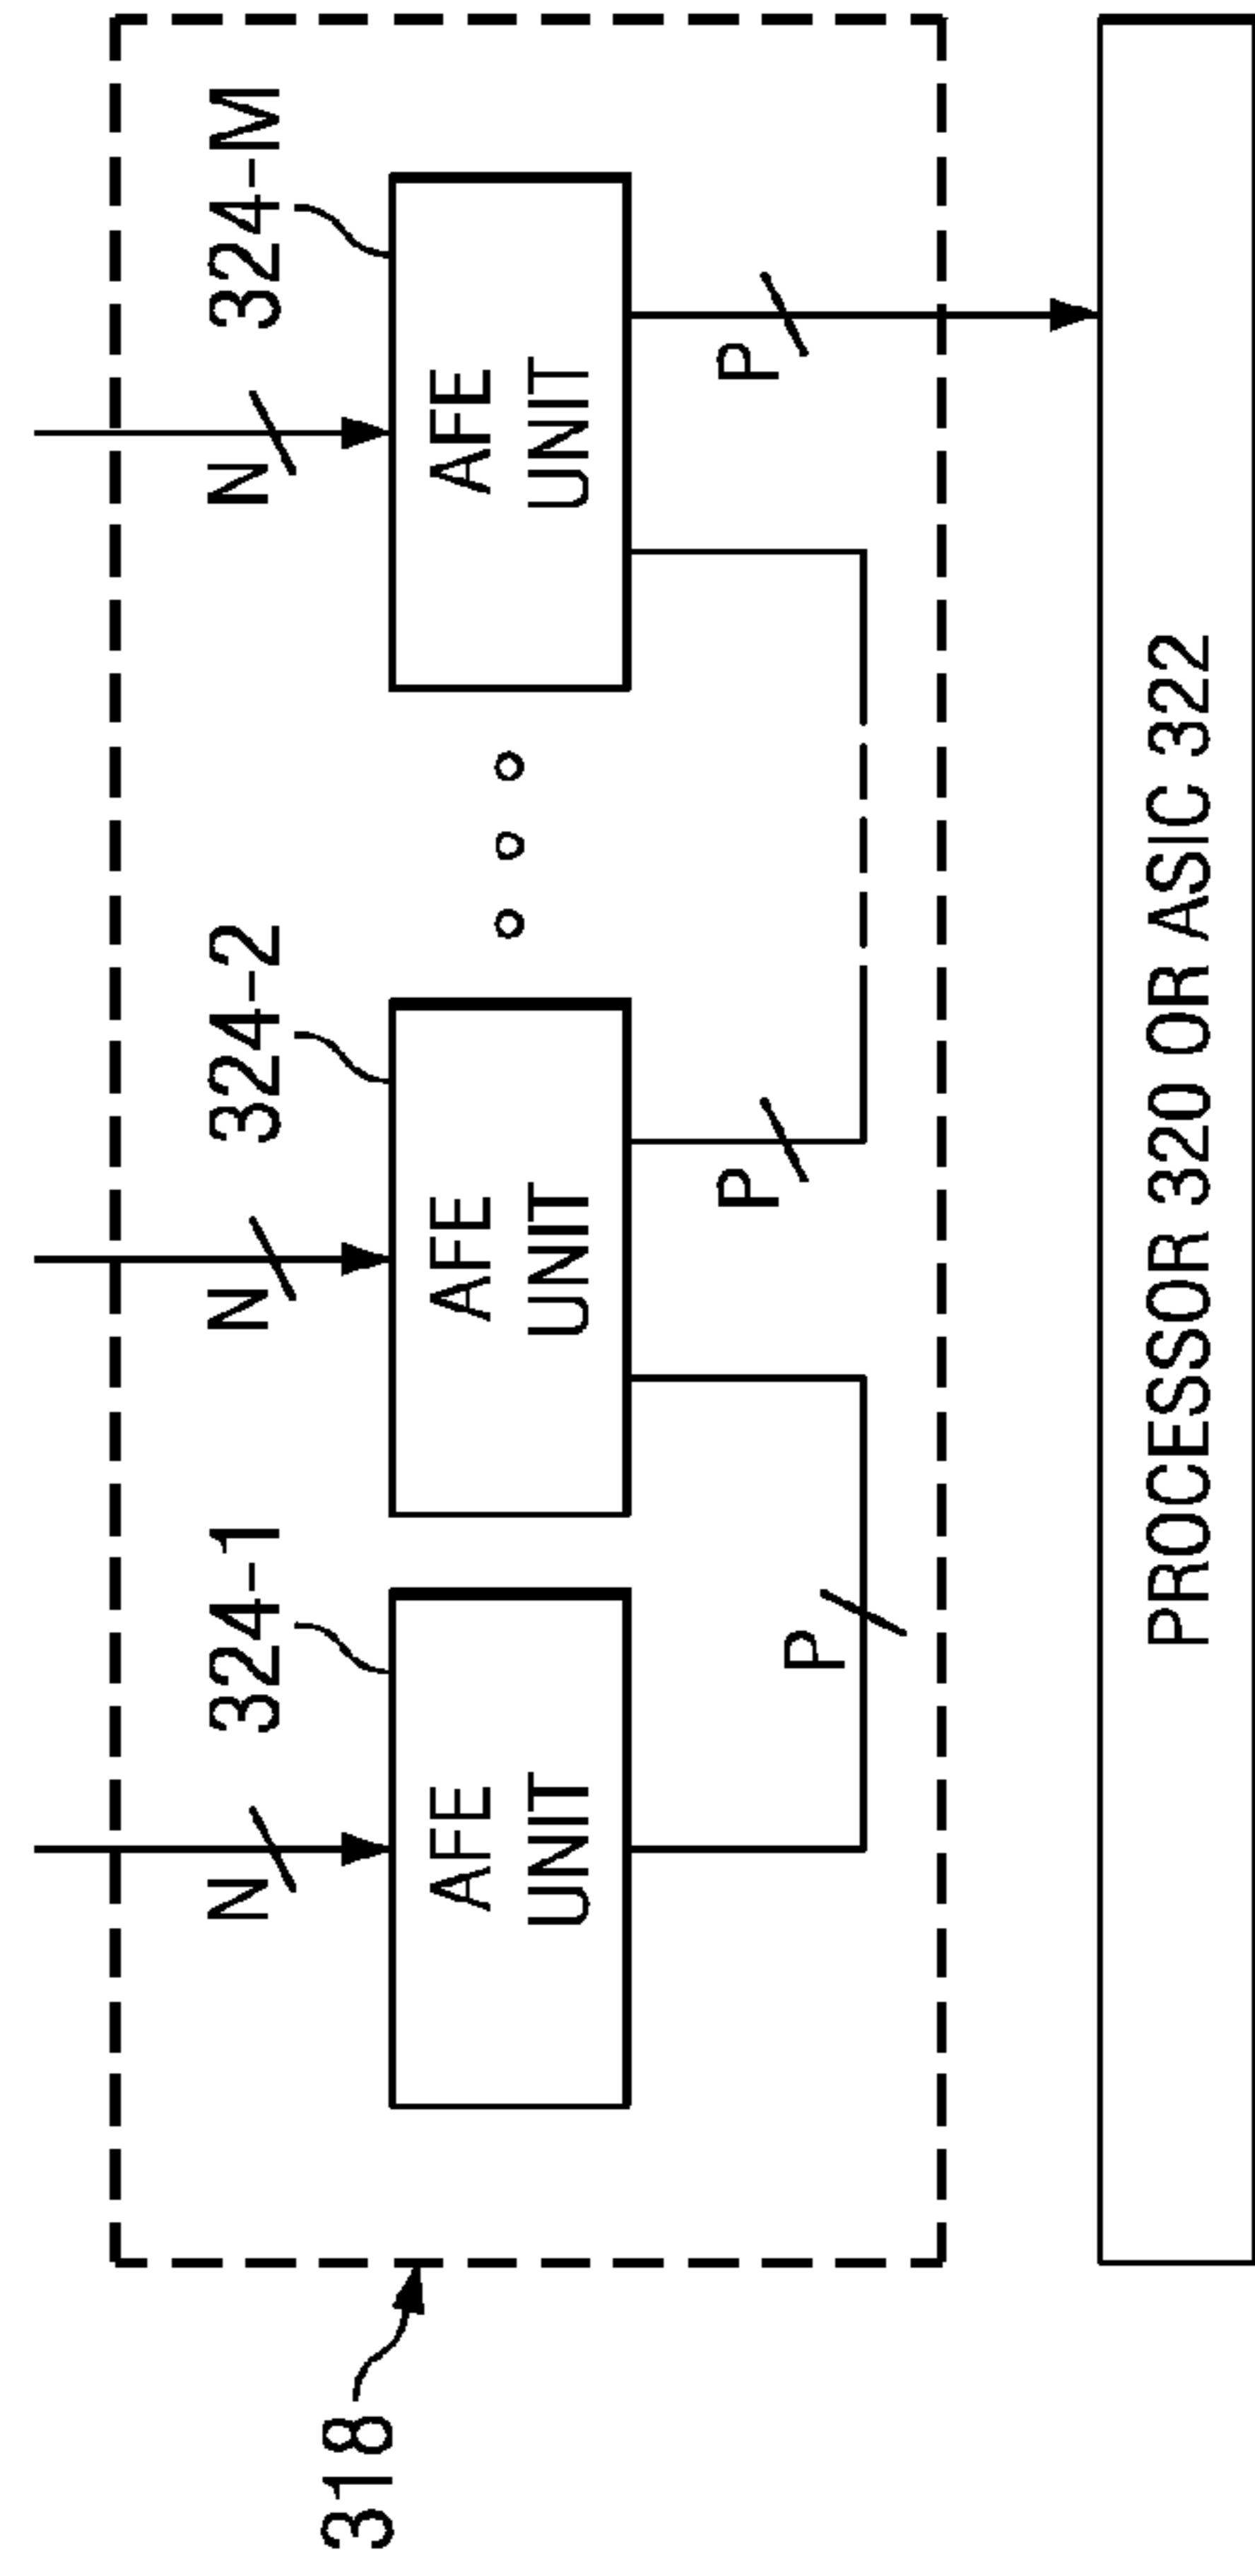 N
324-1
N
324-2
N
324-M
318
AFE
UNIT
AFE
UNIT
AFE
UNIT
P
P
P
PROCESSOR 320 OR ASIC 322